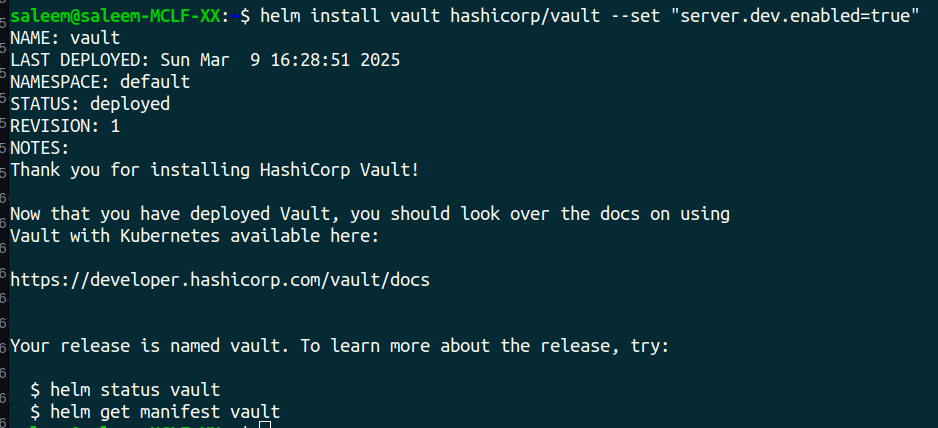 saleem@saleem-MCLF-XX:~$ helm install vault hashicorp/vault --set "server.dev.enabled=true"
NAME: vault
LAST DEPLOYED: Sun Mar  9 16:28:51 2025
NAMESPACE: default
STATUS: deployed
REVISION: 1
NOTES:
Thank you for installing HashiCorp Vault!
Now that you have deployed Vault, you should look over the docs on using
Vault with Kubernetes available here:
https://developer.hashicorp.com/vault/docs
Your release is named vault. To learn more about the release, try:
$ helm status vault
$ helm get manifest vault